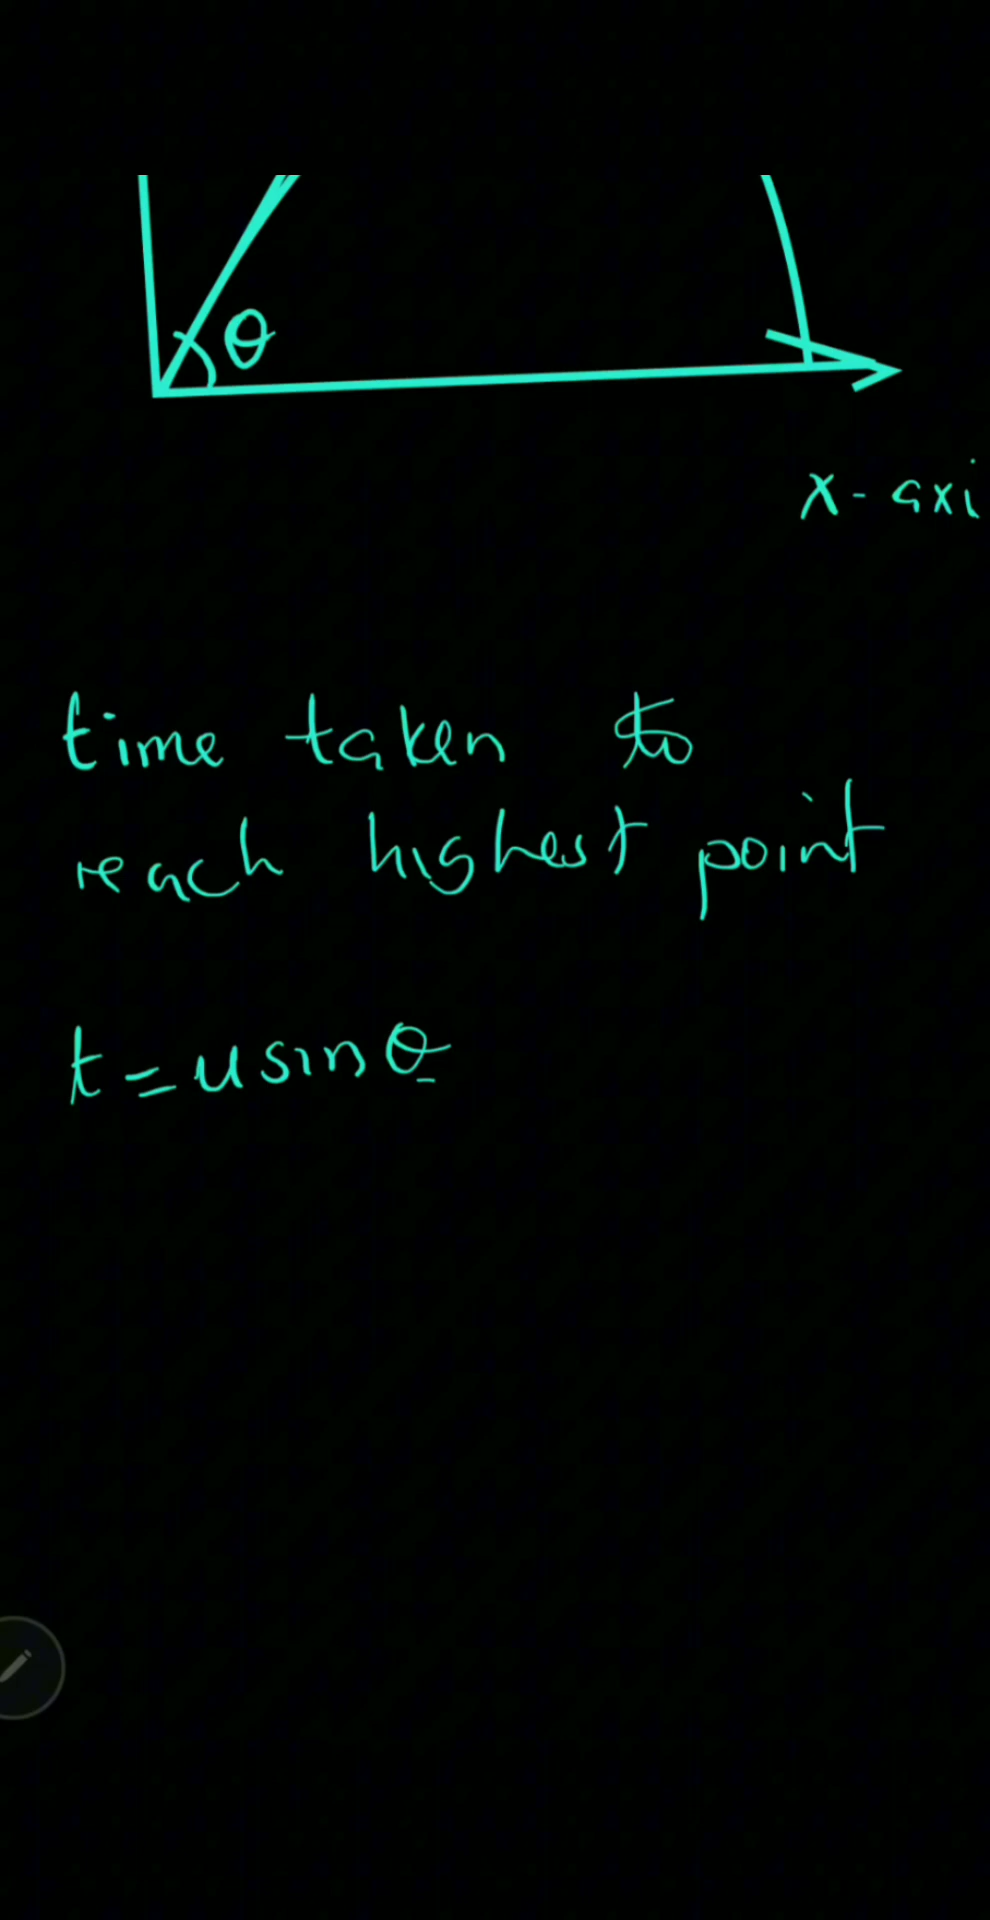 θ
x-axi
time taken to
reach highest point
t = u sin θ